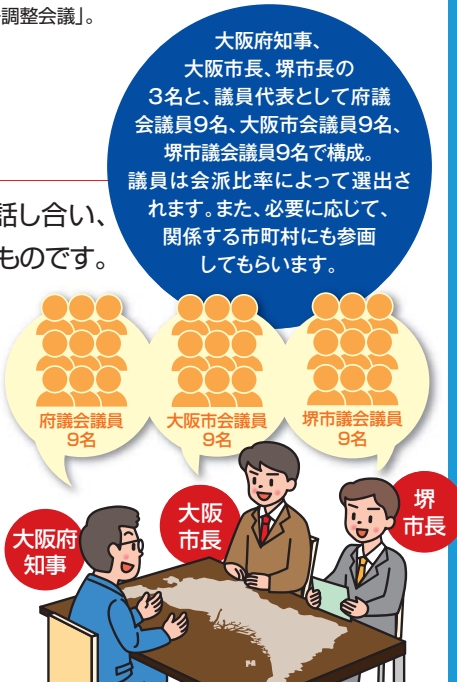 調整会議」。
大阪府知事、
大阪市長、堺市長の
3名と、議員代表として府議
会議員9名、大阪市会議員9名、
堺市議会議員9名で構成。
議員は会派比率によって選出さ
れます。また、必要に応じて、
関係する市町村にも参画
してもらいます。
話し合い、
ものです。
府議会議員
9名
大阪市会議員
9名
堺市議会議員
9名
大阪府
知事
大阪
市長
堺
市長